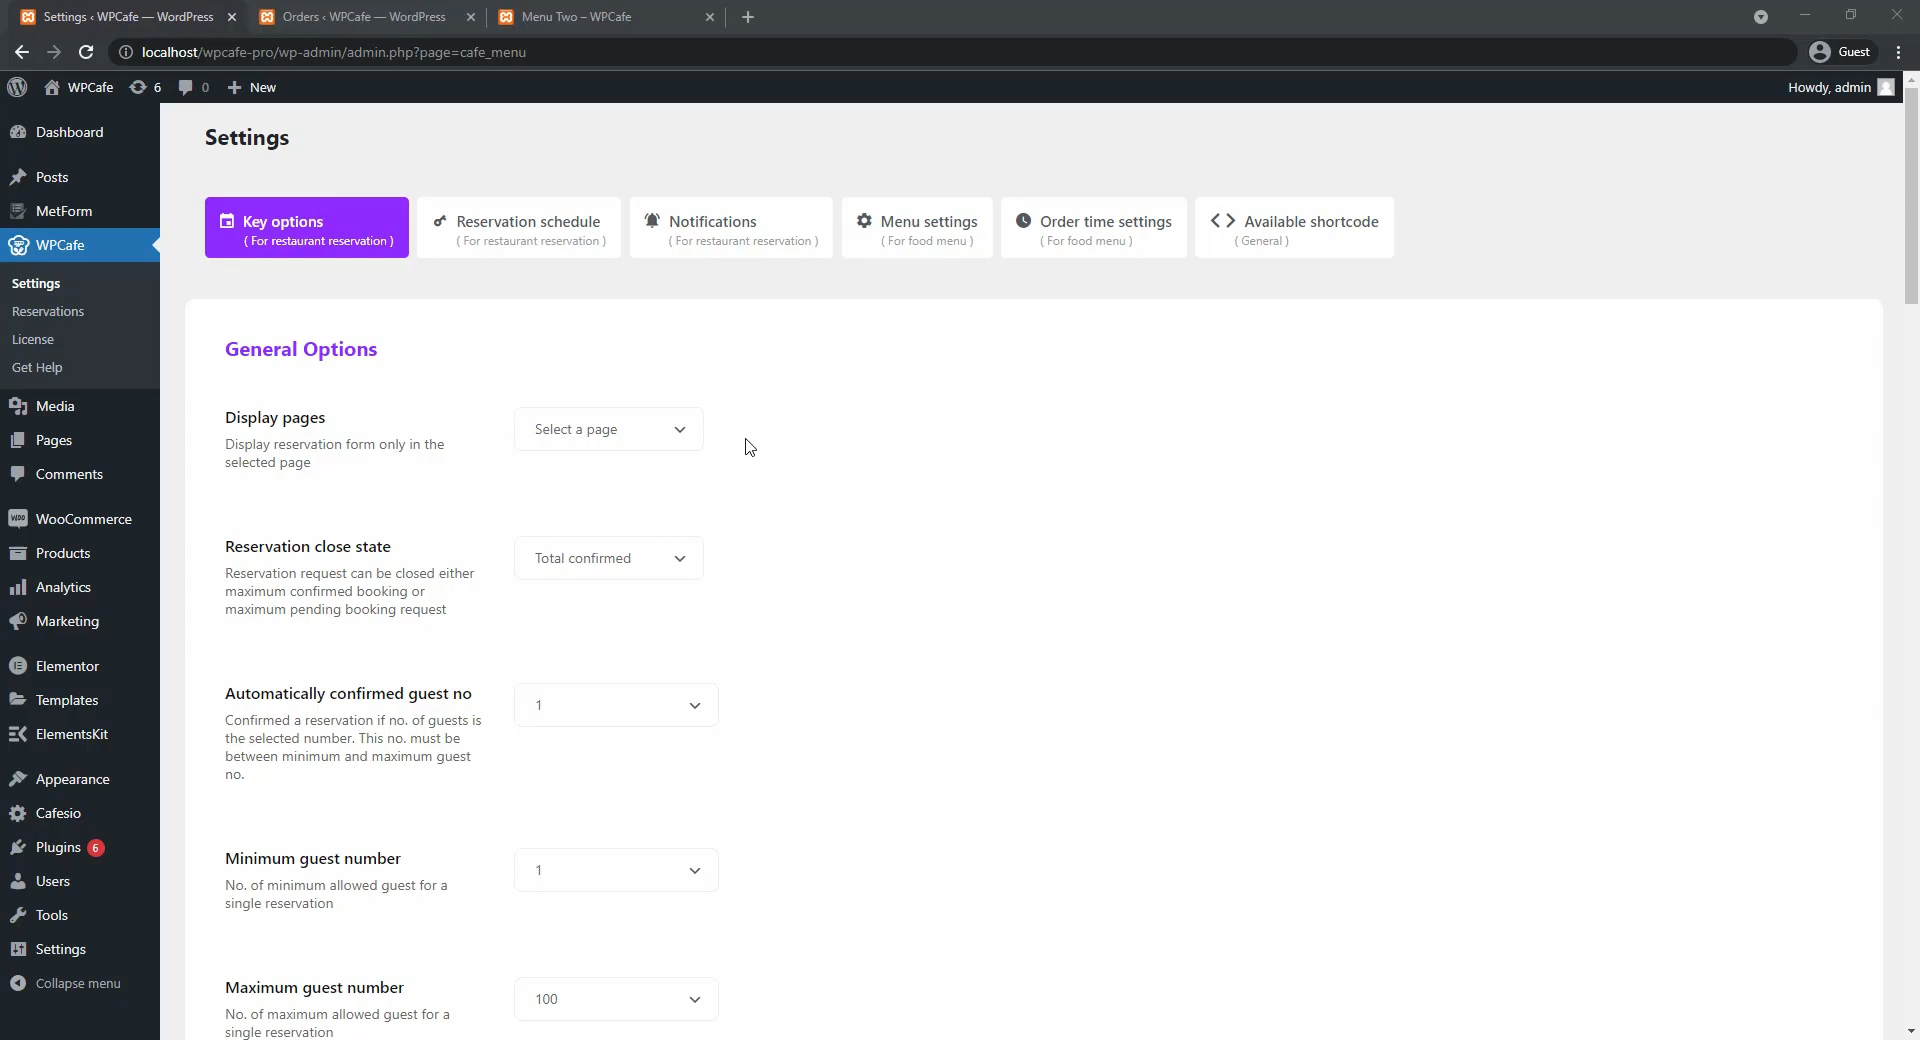 Settings ‹ WPCafe — WordPress
Orders ‹ WPCafe — WordPress
Menu Two – WPCafe
localhost/wpcafe-pro/wp-admin/admin.php?page=cafe_menu
Guest
WPCafe
6
0
New
Howdy, admin
Dashboard
Posts
MetForm
WPCafe
Settings
Reservations
License
Get Help
Media
Pages
Comments
WooCommerce
Products
Analytics
Marketing
Elementor
Templates
ElementsKit
Appearance
Cafesio
Plugins 6
Users
Tools
Settings
Collapse menu
Settings
Key options
( For restaurant reservation )
Reservation schedule
( For restaurant reservation )
Notifications
( For restaurant reservation )
Menu settings
( For food menu )
Order time settings
( For food menu )
Available shortcode
( General )
General Options
Display pages
Display reservation form only in the
selected page
Select a page
Reservation close state
Reservation request can be closed either
maximum confirmed booking or
maximum pending booking request
Total confirmed
Automatically confirmed guest no
Confirmed a reservation if no. of guests is
the selected number. This no. must be
between minimum and maximum guest
no.
1
Minimum guest number
No. of minimum allowed guest for a
single reservation
1
Maximum guest number
No. of maximum allowed guest for a
single reservation
100